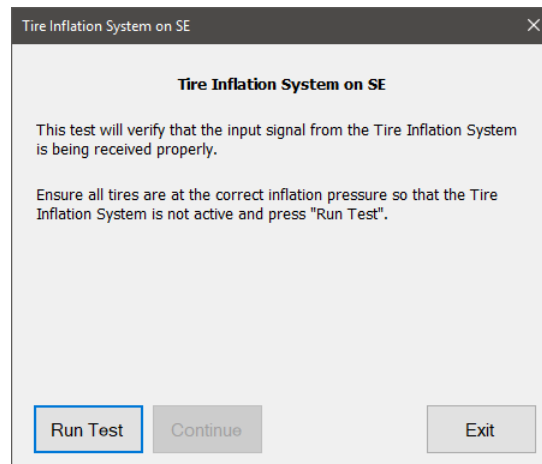 Tire Inflation System on SE
Tire Inflation System on SE
This test will verify that the input signal from the Tire Inflation System
is being received properly.
Ensure all tires are at the correct inflation pressure so that the Tire
Inflation System is not active and press "Run Test".
Run Test
Continue
Exit